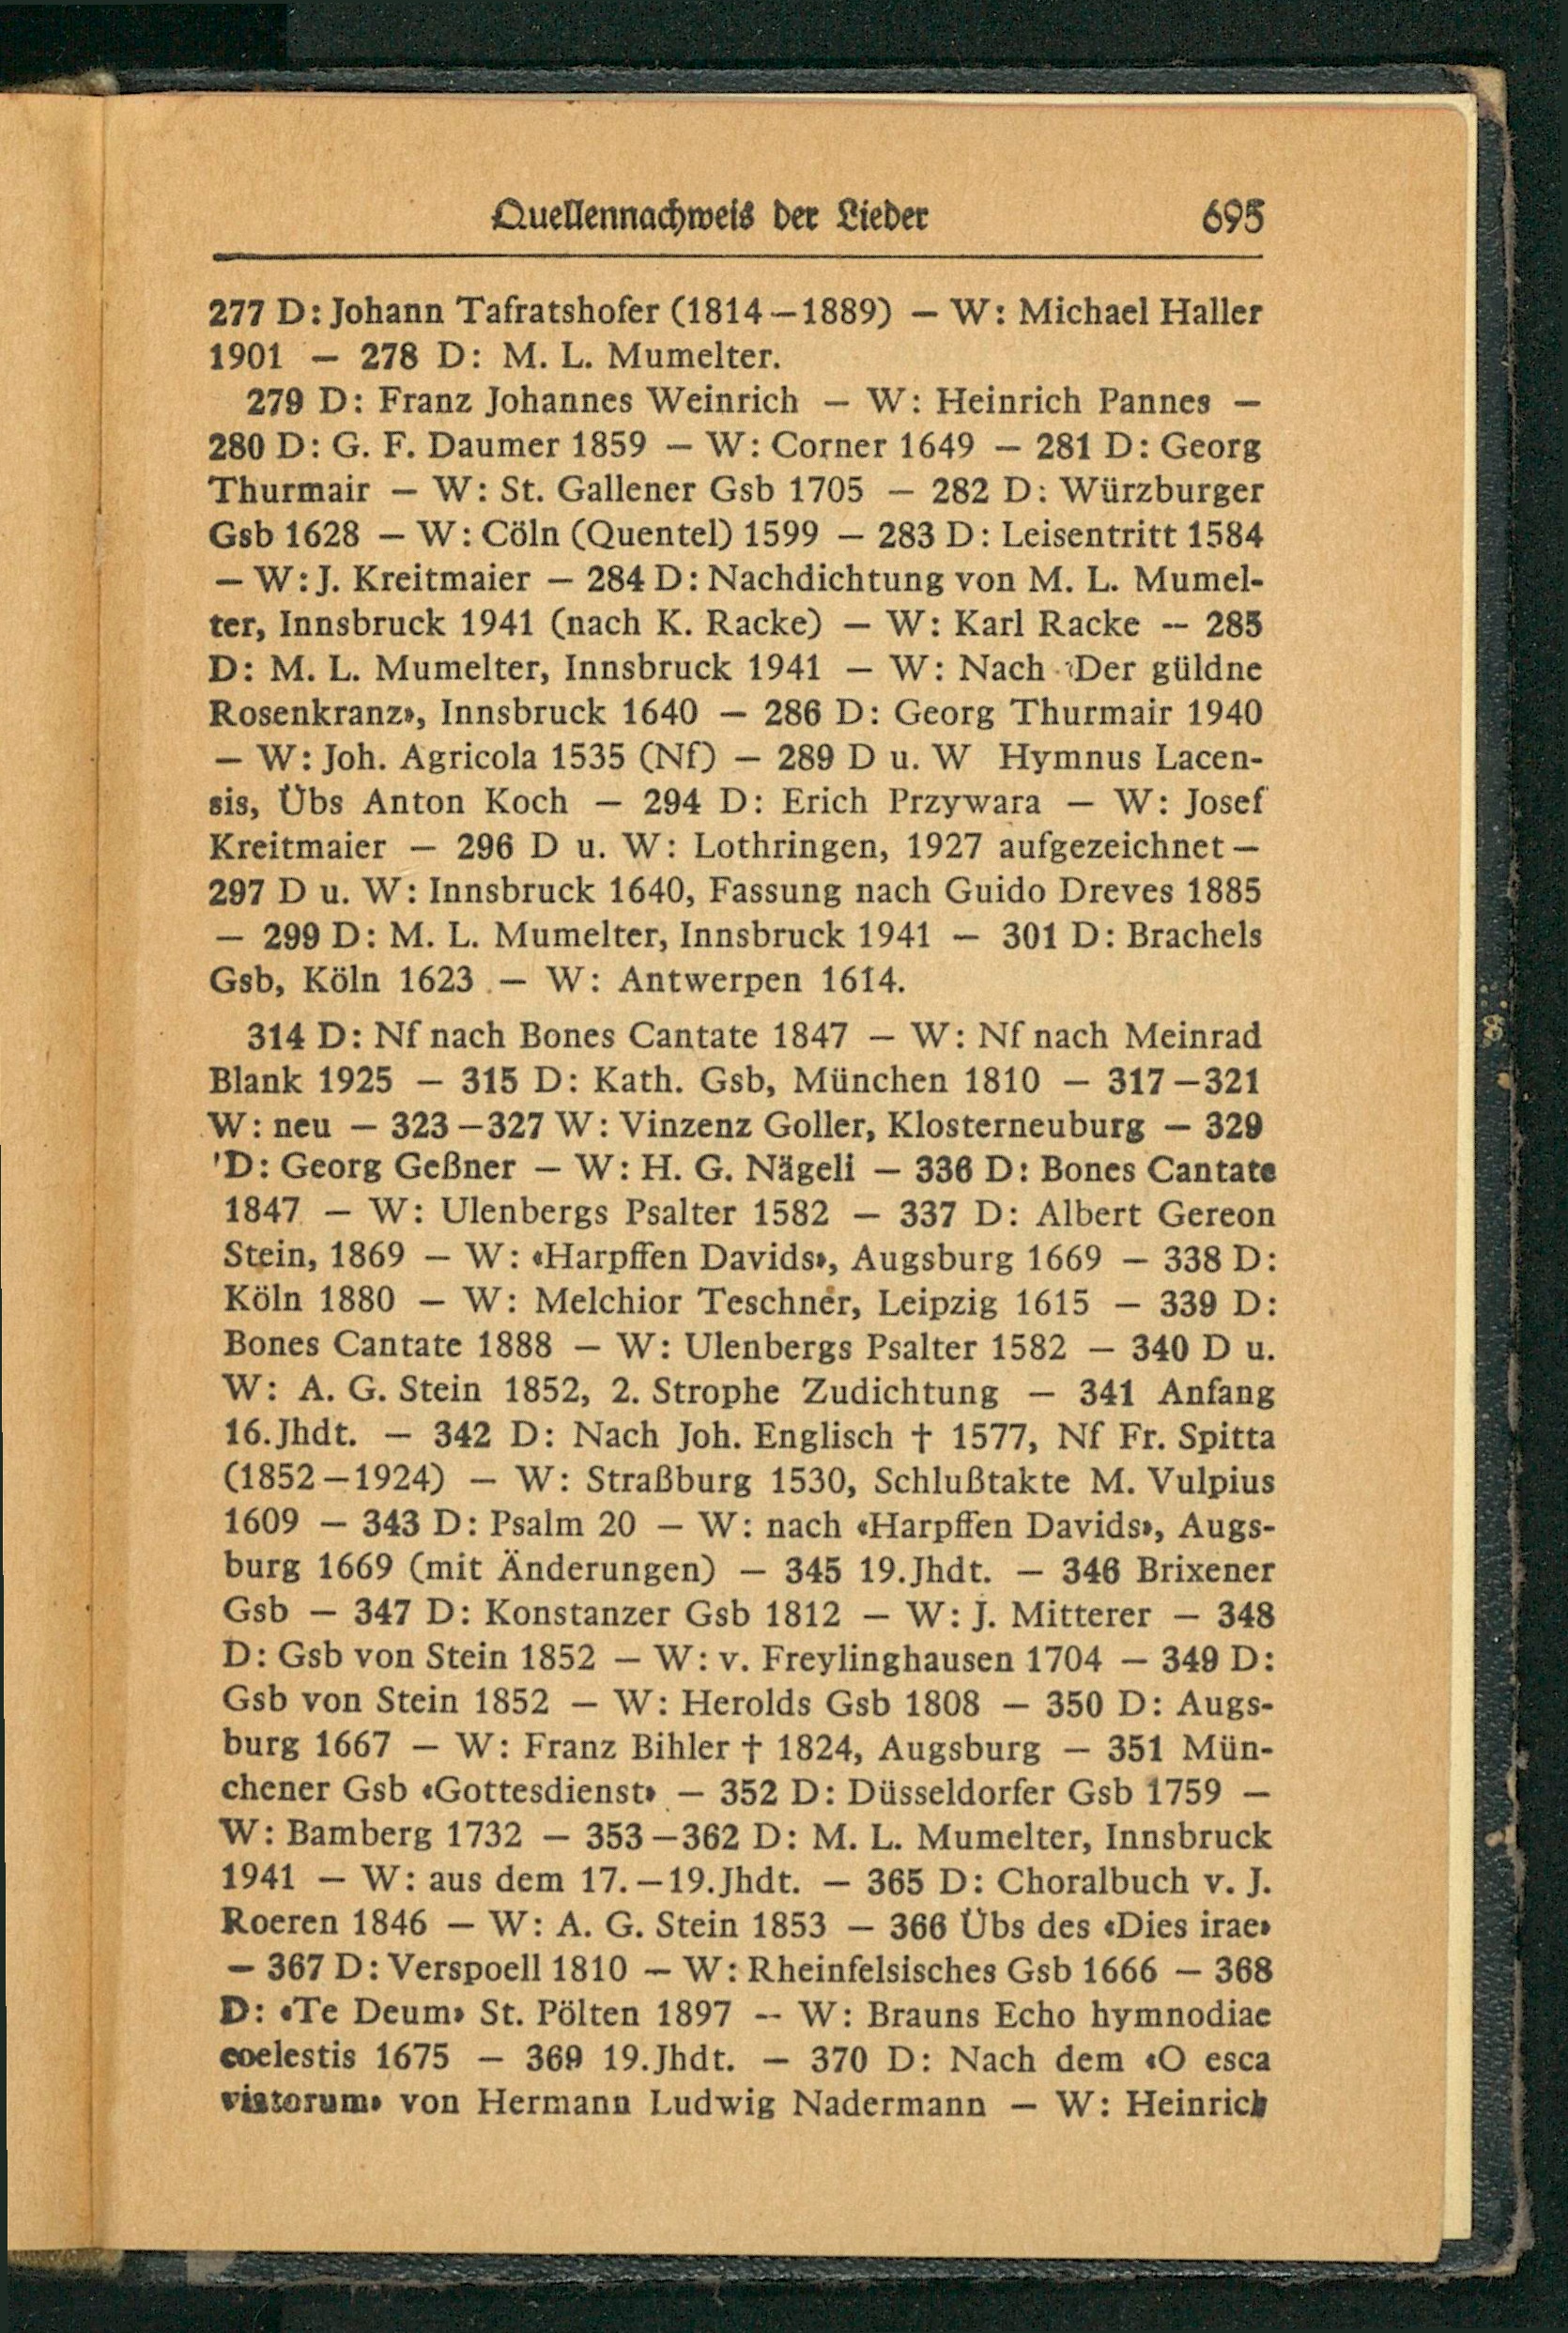 Quellennachweis der Lieder 695
277 D: Johann Tafratshofer (1814–1889) – W: Michael Haller
1901 – 278 D: M. L. Mumelter.
279 D: Franz Johannes Weinrich – W: Heinrich Pannes –
280 D: G. F. Daumer 1859 – W: Corner 1649 – 281 D: Georg
Thurmair – W: St. Gallener Gsb 1705 – 282 D: Würzburger
Gsb 1628 – W: Cöln (Quentel) 1599 – 283 D: Leisentritt 1584
– W: J. Kreitmaier – 284 D: Nachdichtung von M. L. Mumel-
ter, Innsbruck 1941 (nach K. Racke) – W: Karl Racke – 285
D: M. L. Mumelter, Innsbruck 1941 – W: Nach ‹Der güldne
Rosenkranz», Innsbruck 1640 – 286 D: Georg Thurmair 1940
– W: Joh. Agricola 1535 (Nf) – 289 D u. W Hymnus Lacen-
sis, Übs Anton Koch – 294 D: Erich Przywara – W: Josef
Kreitmaier – 296 D u. W: Lothringen, 1927 aufgezeichnet –
297 D u. W: Innsbruck 1640, Fassung nach Guido Dreves 1885
– 299 D: M. L. Mumelter, Innsbruck 1941 – 301 D: Brachels
Gsb, Köln 1623 – W: Antwerpen 1614.
314 D: Nf nach Bones Cantate 1847 – W: Nf nach Meinrad
Blank 1925 – 315 D: Kath. Gsb, München 1810 – 317–321
W: neu – 323–327 W: Vinzenz Goller, Klosterneuburg – 329
D: Georg Geßner – W: H. G. Nägeli – 336 D: Bones Cantate
1847 – W: Ulenbergs Psalter 1582 – 337 D: Albert Gereon
Stein, 1869 – W: «Harpffen Davids», Augsburg 1669 – 338 D:
Köln 1880 – W: Melchior Teschner, Leipzig 1615 – 339 D:
Bones Cantate 1888 – W: Ulenbergs Psalter 1582 – 340 D u.
W: A. G. Stein 1852, 2. Strophe Zudichtung – 341 Anfang
16.Jhdt. – 342 D: Nach Joh. Englisch † 1577, Nf Fr. Spitta
(1852–1924) – W: Straßburg 1530, Schlußtakte M. Vulpius
1609 – 343 D: Psalm 20 – W: nach «Harpffen Davids», Augs-
burg 1669 (mit Änderungen) – 345 19.Jhdt. – 346 Brixener
Gsb – 347 D: Konstanzer Gsb 1812 – W: J. Mitterer – 348
D: Gsb von Stein 1852 – W: v. Freylinghausen 1704 – 349 D:
Gsb von Stein 1852 – W: Herolds Gsb 1808 – 350 D: Augs-
burg 1667 – W: Franz Bihler † 1824, Augsburg – 351 Mün-
chener Gsb «Gottesdienst» – 352 D: Düsseldorfer Gsb 1759 –
W: Bamberg 1732 – 353–362 D: M. L. Mumelter, Innsbruck
1941 – W: aus dem 17.–19.Jhdt. – 365 D: Choralbuch v. J.
Roeren 1846 – W: A. G. Stein 1853 – 366 Übs des «Dies irae»
– 367 D: Verspoell 1810 – W: Rheinfelsisches Gsb 1666 – 368
D: «Te Deum» St. Pölten 1897 – W: Brauns Echo hymnodiae
coelestis 1675 – 369 19.Jhdt. – 370 D: Nach dem «O esca
viatorum» von Hermann Ludwig Nadermann – W: Heinrich